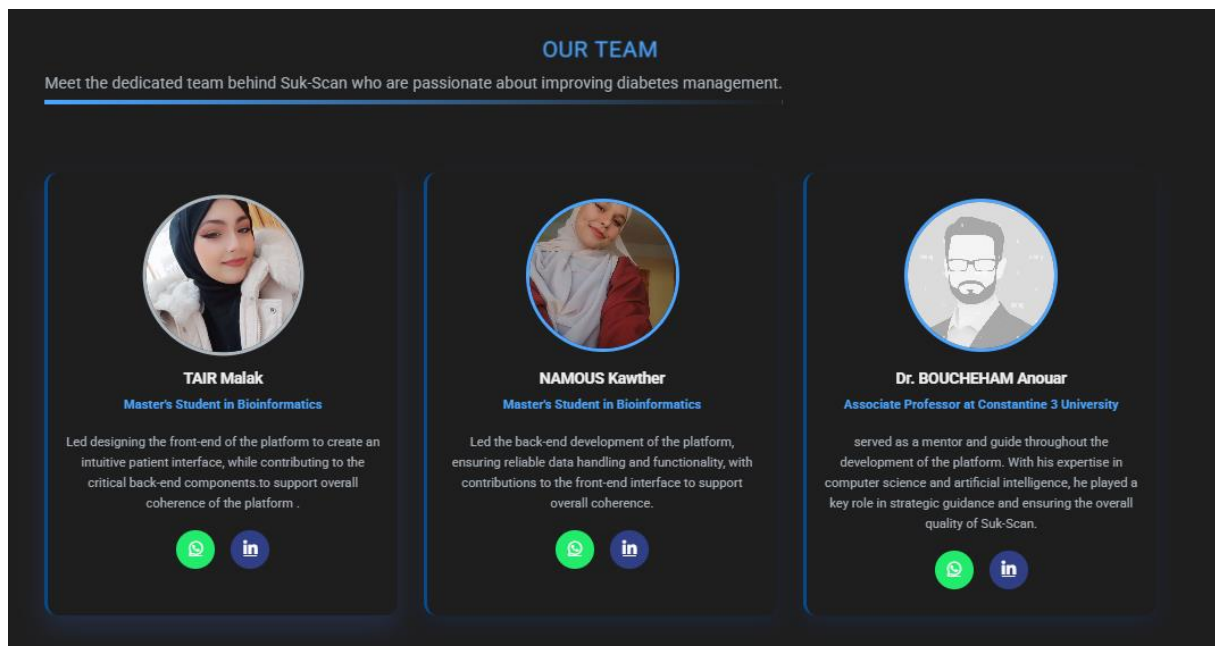 OUR TEAM
Meet the dedicated team behind Suk-Scan who are passionate about improving diabetes management.
TAIR Malak
Master's Student in Bioinformatics
Led designing the front-end of the platform to create an
intuitive patient interface, while contributing to the
critical back-end components.to support overall
coherence of the platform .
in
NAMOUS Kawther
Master's Student in Bioinformatics
Led the back-end development of the platform,
ensuring reliable data handling and functionality, with
contributions to the front-end interface to support
overall coherence.
in
Dr. BOUCHEHAM Anouar
Associate Professor at Constantine 3 University
served as a mentor and guide throughout the
development of the platform. With his expertise in
computer science and artificial intelligence, he played a
key role in strategic guidance and ensuring the overall
quality of Suk-Scan.
in